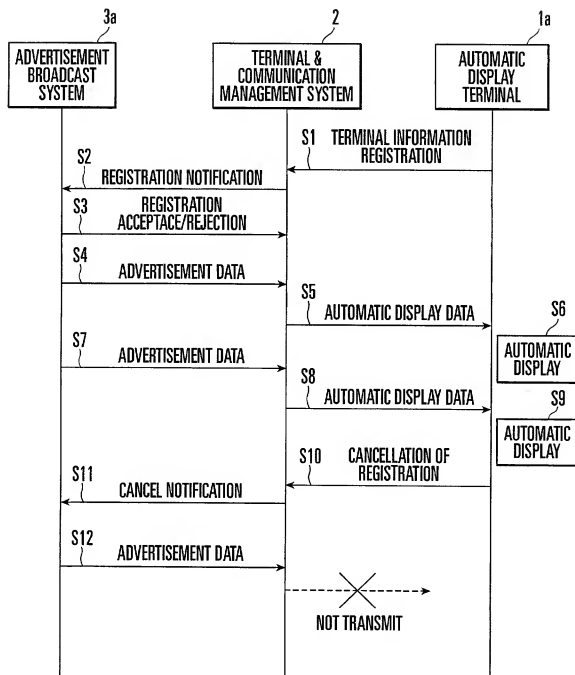 3a
2
1a
ADVERTISEMENT
BROADCAST
SYSTEM
TERMINAL &
COMMUNICATION
MANAGEMENT SYSTEM
AUTOMATIC
DISPLAY
TERMINAL
S1
TERMINAL INFORMATION
REGISTRATION
S2
REGISTRATION NOTIFICATION
S3
REGISTRATION
ACCEPTACE/REJECTION
S4
ADVERTISEMENT DATA
S5
AUTOMATIC DISPLAY DATA
S6
AUTOMATIC
DISPLAY
S7
ADVERTISEMENT DATA
S8
AUTOMATIC DISPLAY DATA
S9
AUTOMATIC
DISPLAY
S10
CANCELLATION OF
REGISTRATION
S11
CANCEL NOTIFICATION
S12
ADVERTISEMENT DATA
NOT TRANSMIT